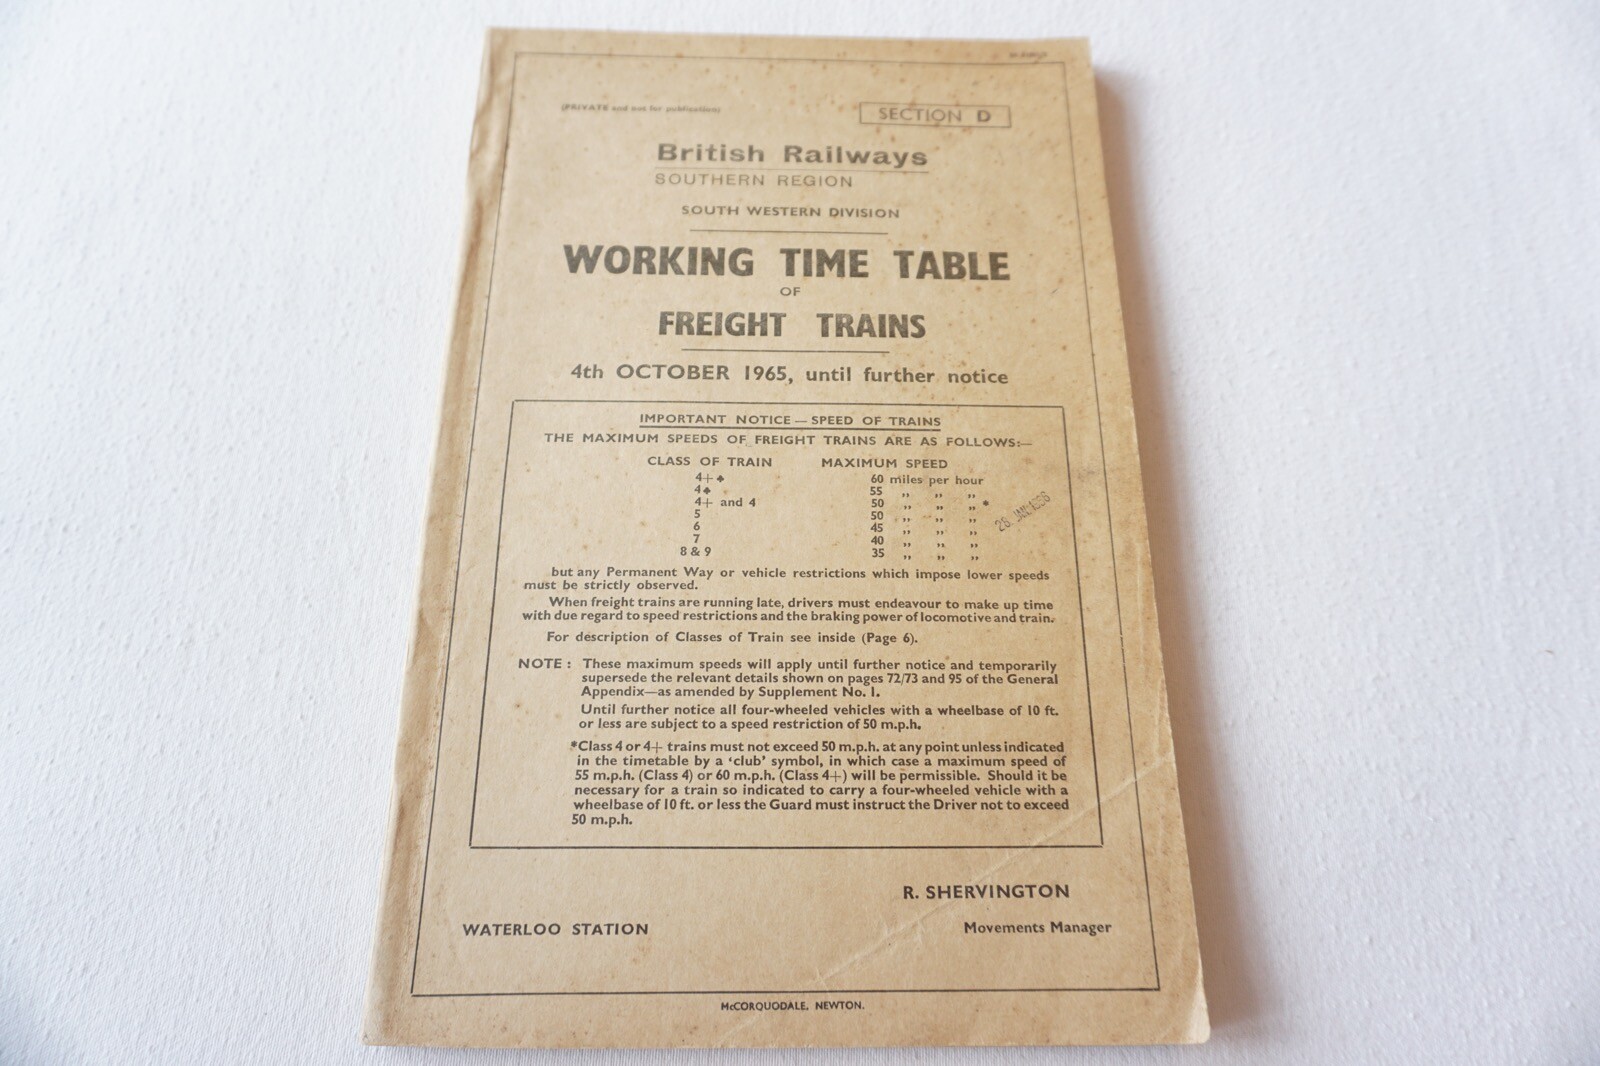 (PRIVATE and not for publication)
SECTION D
British Railways
SOUTHERN REGION
SOUTH WESTERN DIVISION
WORKING TIME TABLE
OF
FREIGHT TRAINS
4th OCTOBER 1965, until further notice
IMPORTANT NOTICE — SPEED OF TRAINS
THE MAXIMUM SPEEDS OF FREIGHT TRAINS ARE AS FOLLOWS:—
CLASS OF TRAIN MAXIMUM SPEED
4+♣ 60 miles per hour
4♣ 55 „ „ „
4+ and 4 50 „ „ „ *
5 50 „ „ „
6 45 „ „ „
7 40 „ „ „
8 & 9 35 „ „ „
28 JAN 1966
but any Permanent Way or vehicle restrictions which impose lower speeds
must be strictly observed.
When freight trains are running late, drivers must endeavour to make up time
with due regard to speed restrictions and the braking power of locomotive and train.
For description of Classes of Train see inside (Page 6).
NOTE : These maximum speeds will apply until further notice and temporarily
supersede the relevant details shown on pages 72/73 and 95 of the General
Appendix—as amended by Supplement No. 1.
Until further notice all four-wheeled vehicles with a wheelbase of 10 ft.
or less are subject to a speed restriction of 50 m.p.h.
*Class 4 or 4+ trains must not exceed 50 m.p.h. at any point unless indicated
in the timetable by a 'club' symbol, in which case a maximum speed of
55 m.p.h. (Class 4) or 60 m.p.h. (Class 4+) will be permissible. Should it be
necessary for a train so indicated to carry a four-wheeled vehicle with a
wheelbase of 10 ft. or less the Guard must instruct the Driver not to exceed
50 m.p.h.
R. SHERVINGTON
WATERLOO STATION Movements Manager
McCORQUODALE, NEWTON.